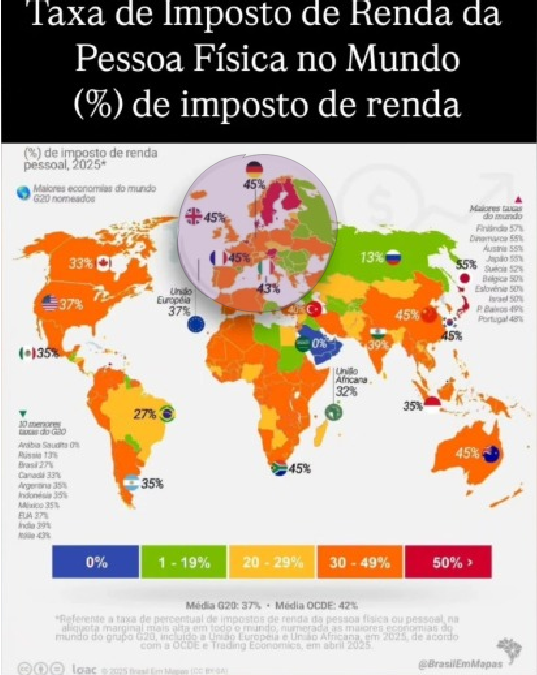 Taxa de Imposto de Renda da
Pessoa Física no Mundo
(%) de imposto de renda
(%) de imposto de renda
pessoal, 2025*
Maiores economias do mundo
G20 nomeados
45%
45%
45%
43%
33%
37%
35%
União
Européia
37%
40%
0%
13%
45%
39%
55%
45%
35%
União
Africana
32%
27%
35%
45%
45%
Maiores taxas
do mundo
Finlândia 57%
Dinamarca 55%
Áustria 55%
Japão 55%
Suécia 52%
Bélgica 50%
Eslovênia 50%
Israel 50%
P. Baixos 49%
Portugal 48%
10 menores
taxas do G20
Arábia Saudita 0%
Rússia 13%
Brasil 27%
Canadá 33%
Argentina 35%
Indonésia 35%
México 35%
EUA 37%
Índia 39%
Itália 43%
0%
1 - 19%
20 - 29%
30 - 49%
50% >
Média G20: 37% • Média OCDE: 42%
*Referente a taxa de percentual de impostos de renda da pessoa física ou pessoal, na
alíquota marginal mais alta em todo o mundo, numerada as maiores economias do
mundo do grupo G20, incluído a União Européia e União Africana, em 2025, de acordo
com a OCDE e Trading Economics, em abril 2025.
© 2025 Brasil Em Mapas (CC BY-SA)
@BrasilEmMapas